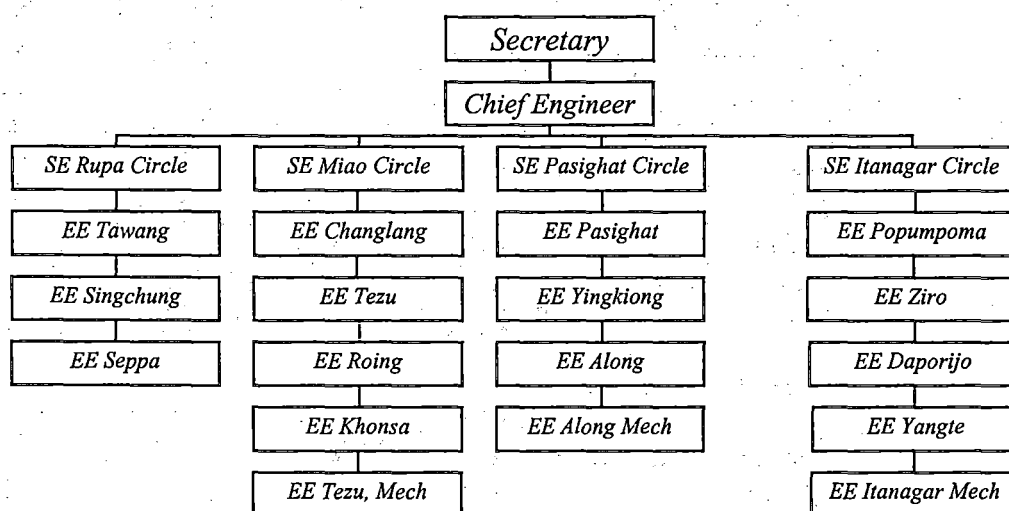 Secretary
Chief Engineer
SE Rupa Circle
EE Tawang
EE Singchung
EE Seppa
SE Miao Circle
EE Changlang
EE Tezu
EE Roing
EE Khonsa
EE Tezu, Mech
SE Pasighat Circle
EE Pasighat
EE Yingkiong
EE Along
EE Along Mech
SE Itanagar Circle
EE Popumpoma
EE Ziro
EE Daporijo
EE Yangte
EE Itanagar Mech